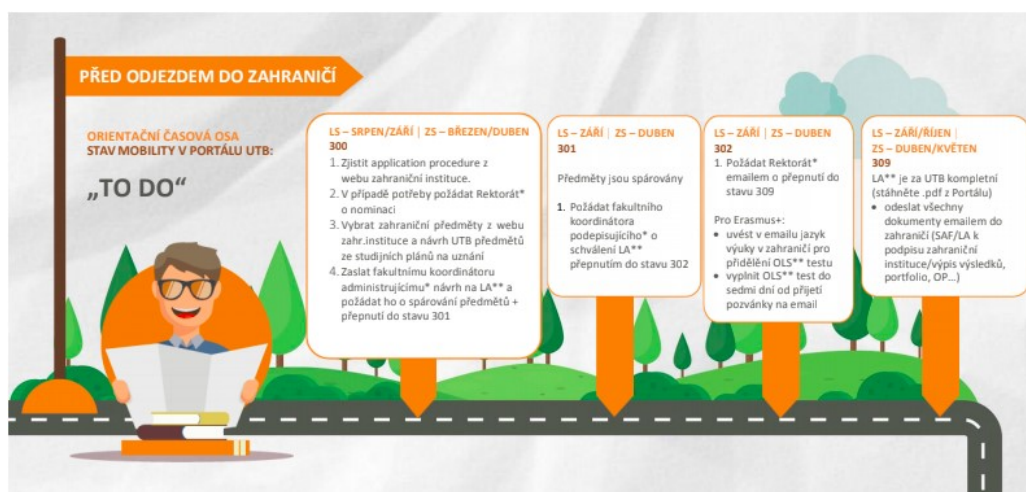 PŘED ODJEZDEM DO ZAHRANIČÍ
ORIENTAČNÍ ČASOVÁ OSA
STAV MOBILITY V PORTÁLU UTB:
„TO DO“
LS – SRPEN/ZÁŘÍ | ZS – BŘEZEN/DUBEN
300
1. Zjistit application procedure z
webu zahraniční instituce.
2. V případě potřeby požádat Rektorát*
o nominaci
3. Vybrat zahraniční předměty z webu
zahr.instituce a návrh UTB předmětů
ze studijních plánů na uznání
4. Zaslat fakultnímu koordinátoru
administrujícímu* návrh na LA** a
požádat ho o spárování předmětů +
přepnutí do stavu 301
LS – ZÁŘÍ | ZS – DUBEN
301
Předměty jsou spárovány
1. Požádat fakultního
koordinátora
podepisujícího* o
schválení LA**
přepnutím do stavu 302
LS – ZÁŘÍ | ZS – DUBEN
302
1. Požádat Rektorát*
emailem o přepnutí do
stavu 309
Pro Erasmus+:
• uvést v emailu jazyk
výuky v zahraničí pro
přidělení OLS** testu
• vyplnit OLS** test do
sedmi dní od přijetí
pozvánky na email
LS – ZÁŘÍ/ŘÍJEN |
ZS – DUBEN/KVĚTEN
309
LA** je za UTB kompletní
(stáhněte .pdf z Portálu)
• odeslat všechny
dokumenty emailem do
zahraničí (SAF/LA k
podpisu zahraniční
instituce/výpis výsledků,
portfolio, OP...)